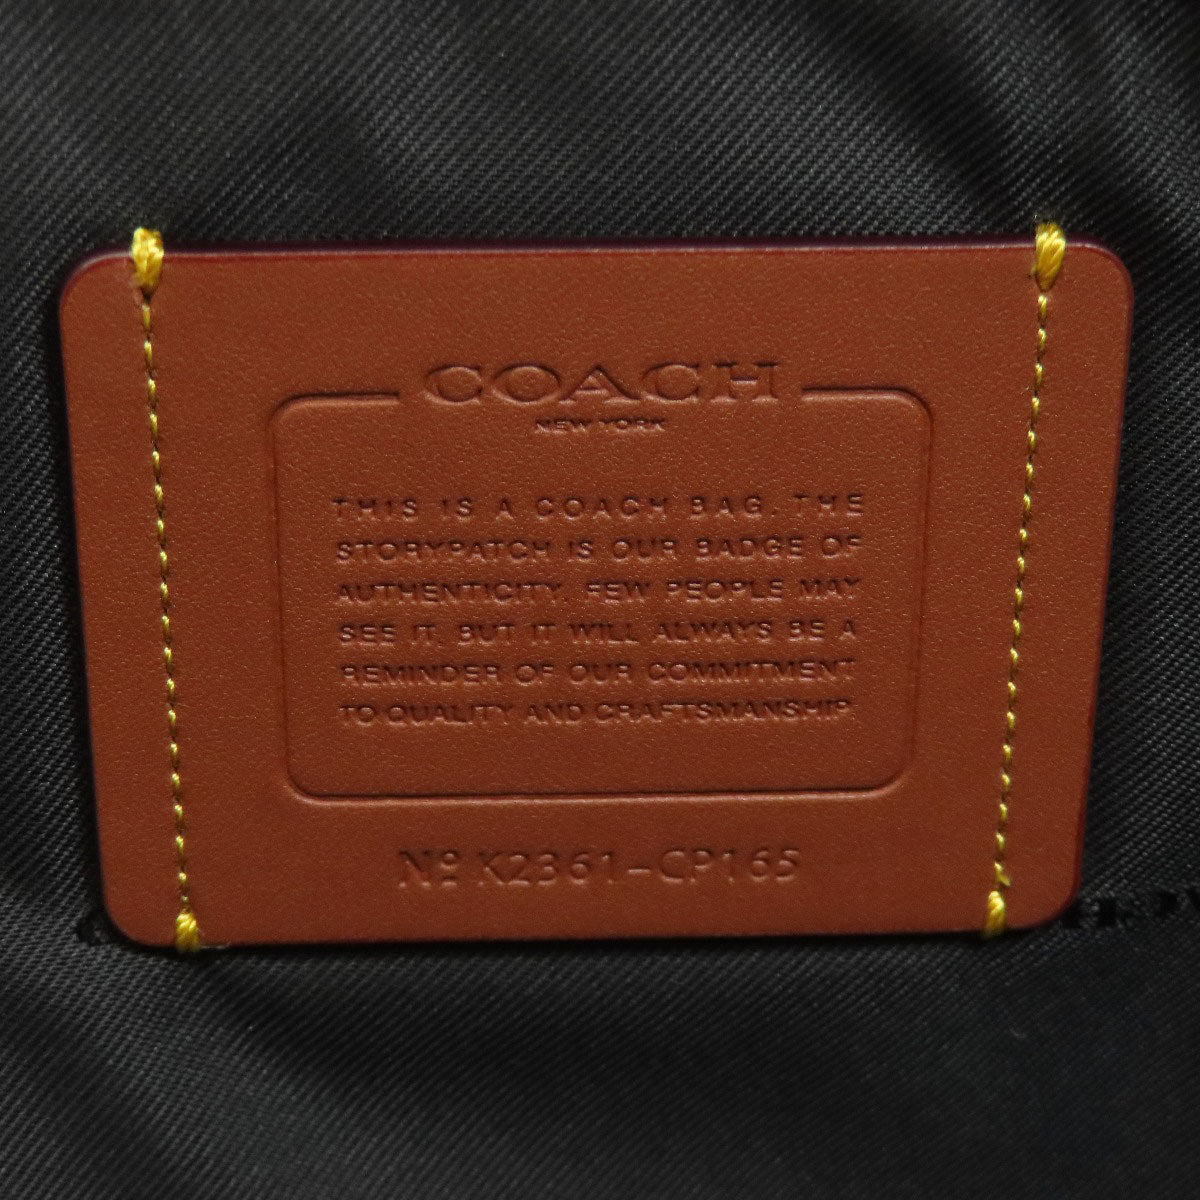 COACH
NEW YORK
THIS IS A COACH BAG. THE
STORYPATCH IS OUR BADGE OF
AUTHENTICITY. FEW PEOPLE MAY
SEE IT. BUT IT WILL ALWAYS BE A
REMINDER OF OUR COMMITMENT
TO QUALITY AND CRAFTSMANSHIP.
Nº K2361-CP165